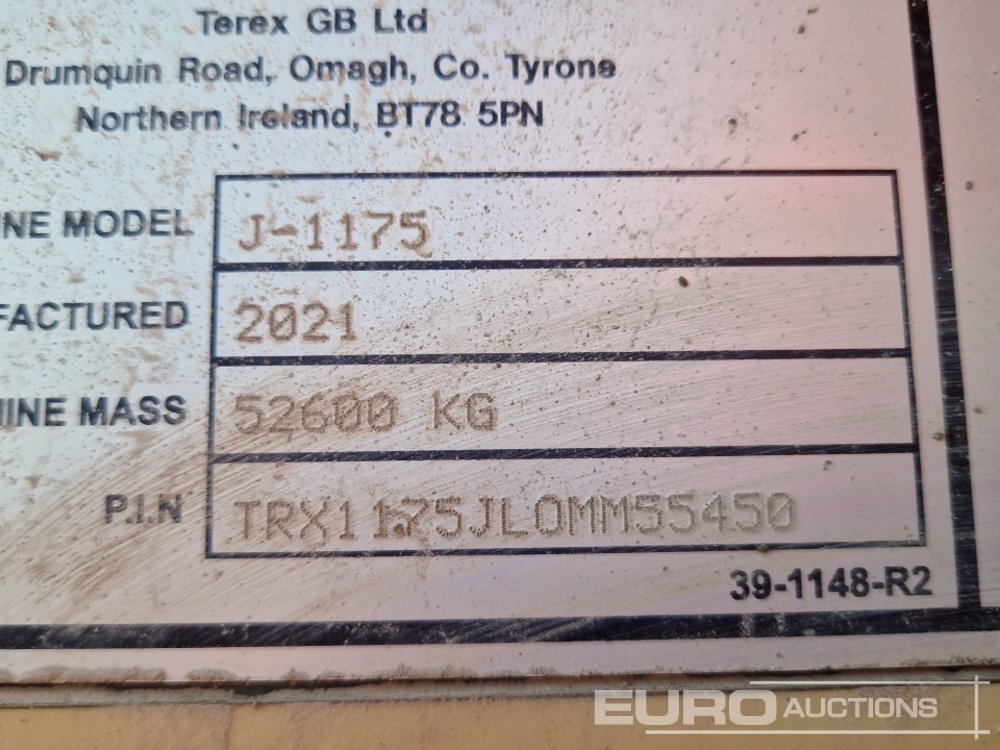 Terex GB Ltd
Drumquin Road, Omagh, Co. Tyrone
Northern Ireland, BT78 5PN
INE MODEL J-1175
FACTURED 2021
HINE MASS 52600 KG
P.I.N TRX1175JLOMM55450
39-1148-R2
EURO AUCTIONS